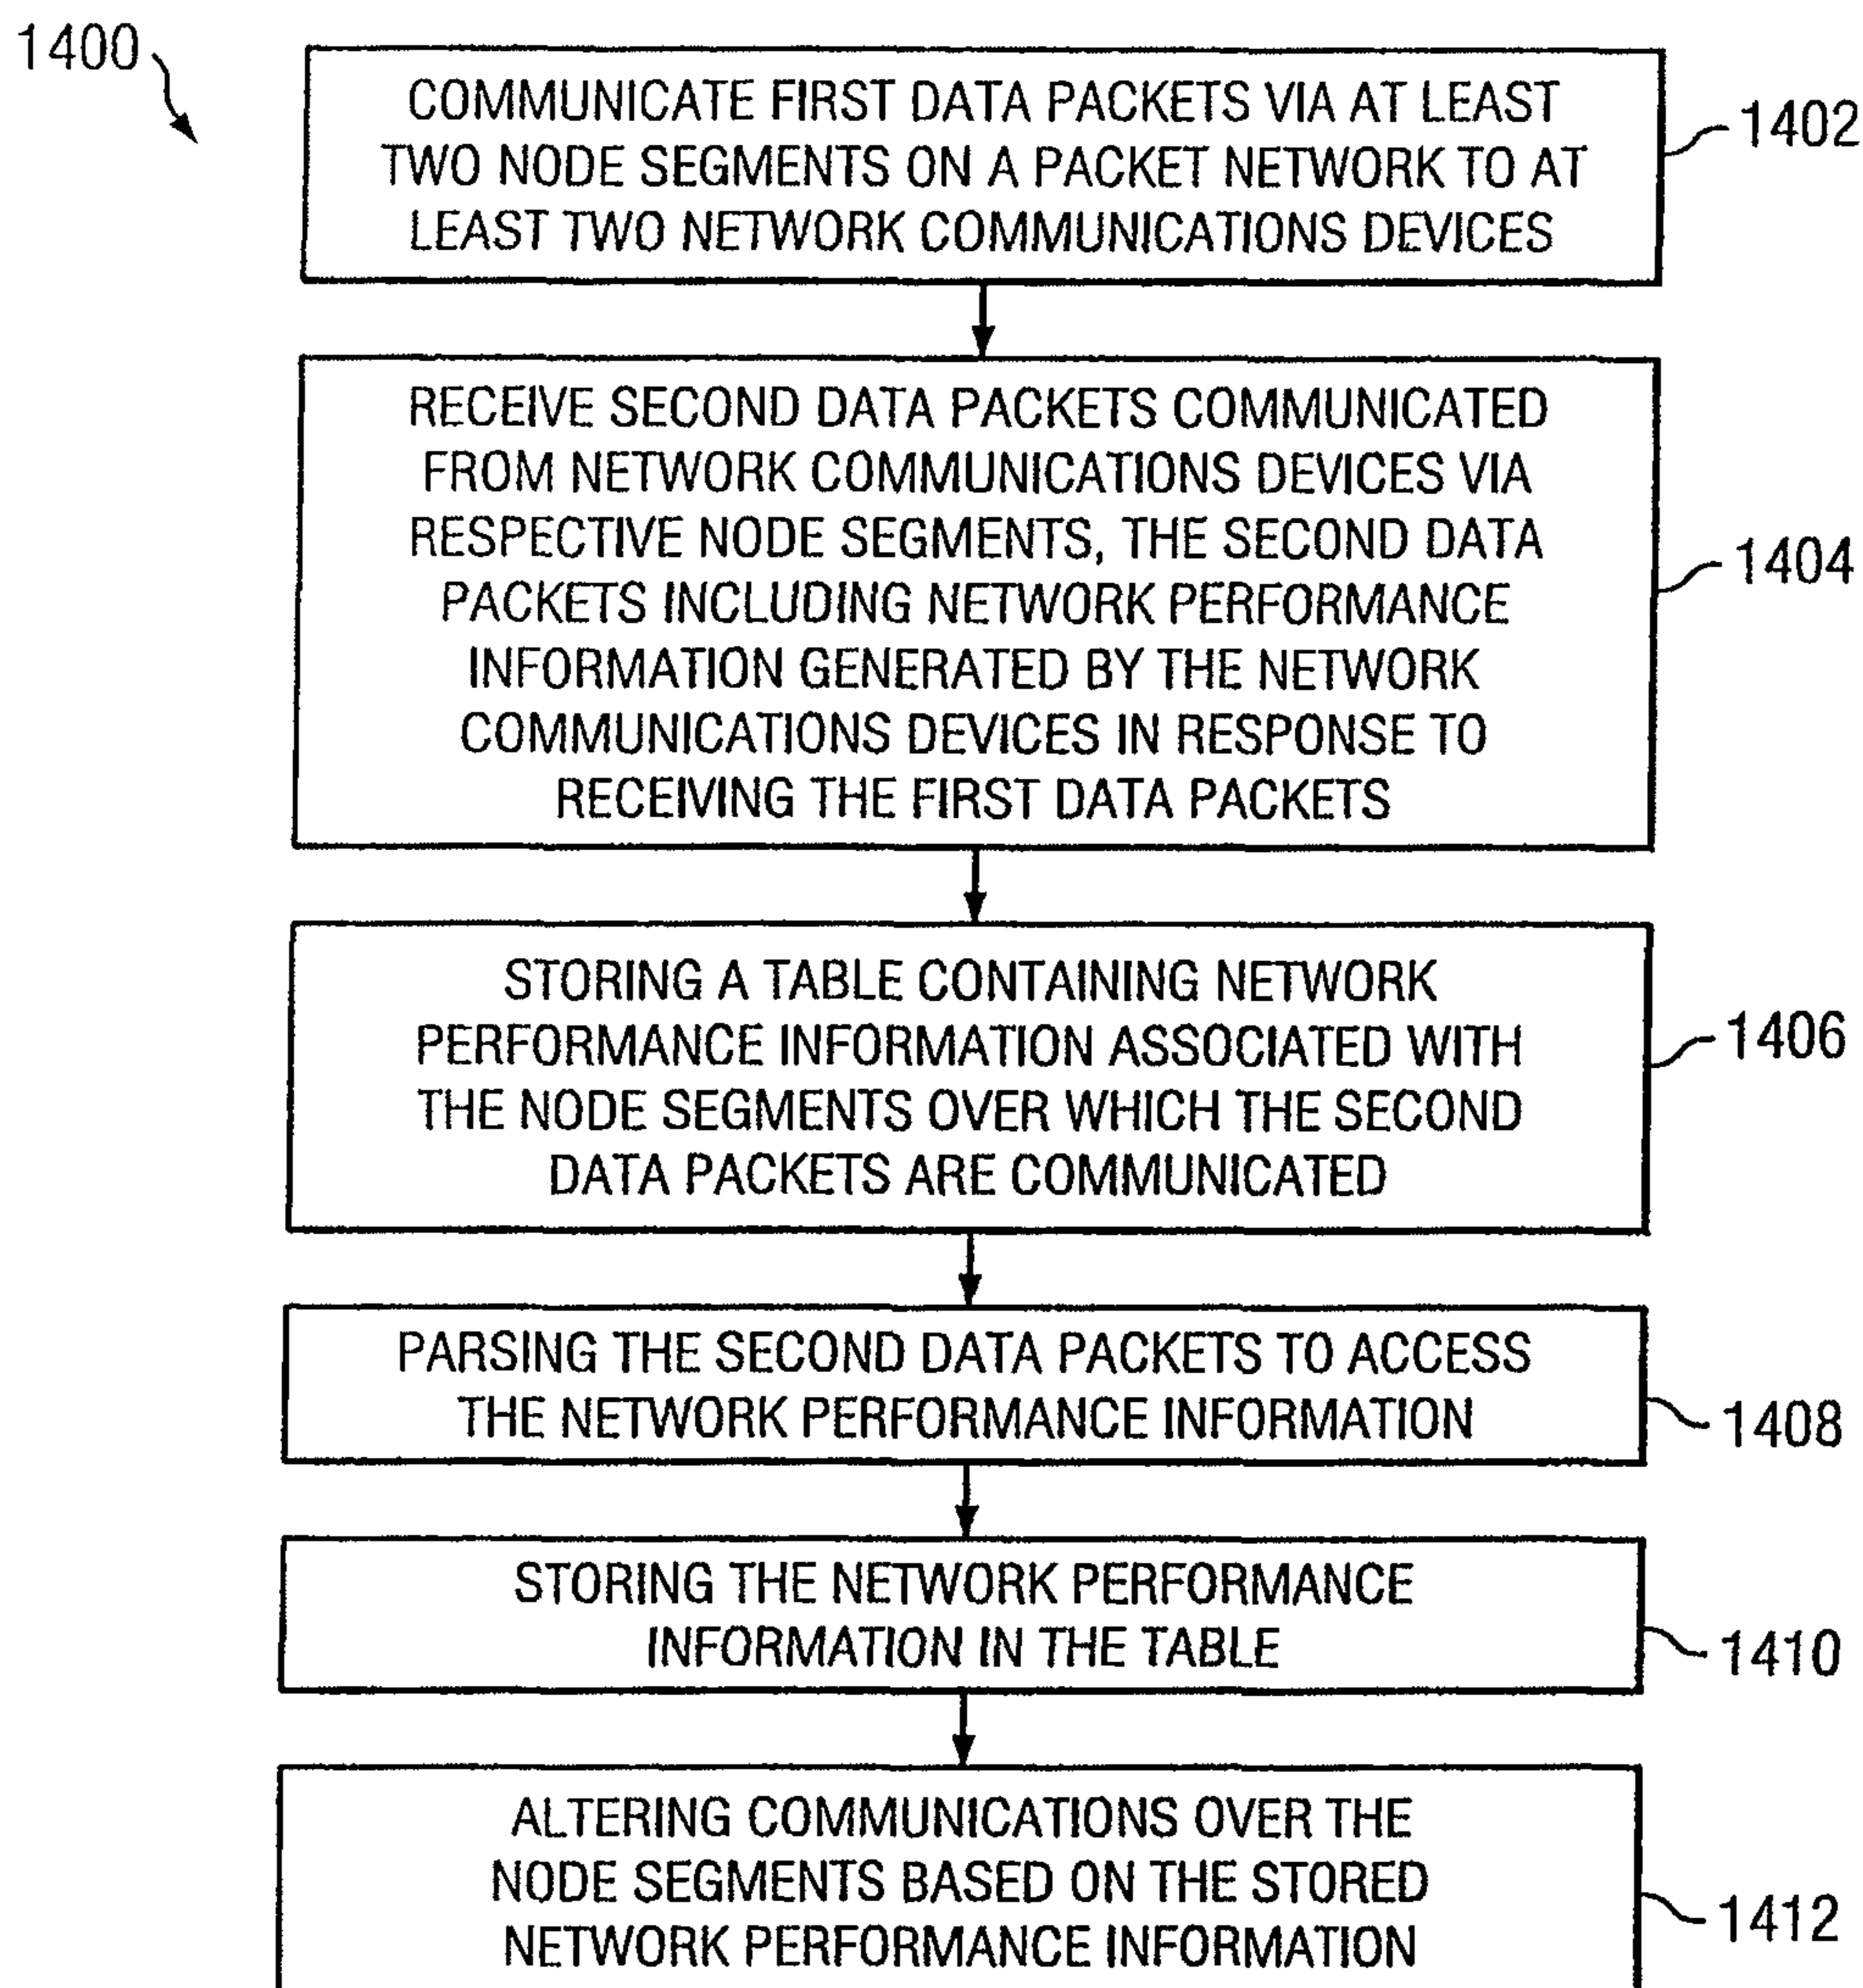 1400
COMMUNICATE FIRST DATA PACKETS VIA AT LEAST
TWO NODE SEGMENTS ON A PACKET NETWORK TO AT
LEAST TWO NETWORK COMMUNICATIONS DEVICES
1402
RECEIVE SECOND DATA PACKETS COMMUNICATED
FROM NETWORK COMMUNICATIONS DEVICES VIA
RESPECTIVE NODE SEGMENTS, THE SECOND DATA
PACKETS INCLUDING NETWORK PERFORMANCE
INFORMATION GENERATED BY THE NETWORK
COMMUNICATIONS DEVICES IN RESPONSE TO
RECEIVING THE FIRST DATA PACKETS
1404
STORING A TABLE CONTAINING NETWORK
PERFORMANCE INFORMATION ASSOCIATED WITH
THE NODE SEGMENTS OVER WHICH THE SECOND
DATA PACKETS ARE COMMUNICATED
1406
PARSING THE SECOND DATA PACKETS TO ACCESS
THE NETWORK PERFORMANCE INFORMATION
1408
STORING THE NETWORK PERFORMANCE
INFORMATION IN THE TABLE
1410
ALTERING COMMUNICATIONS OVER THE
NODE SEGMENTS BASED ON THE STORED
NETWORK PERFORMANCE INFORMATION
1412